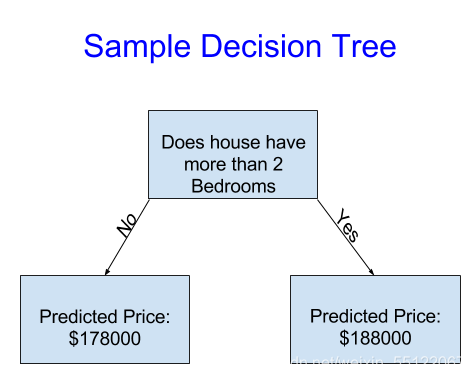 Sample Decision Tree
Does house have
more than 2
Bedrooms
No
Yes
Predicted Price:
$178000
Predicted Price:
$188000